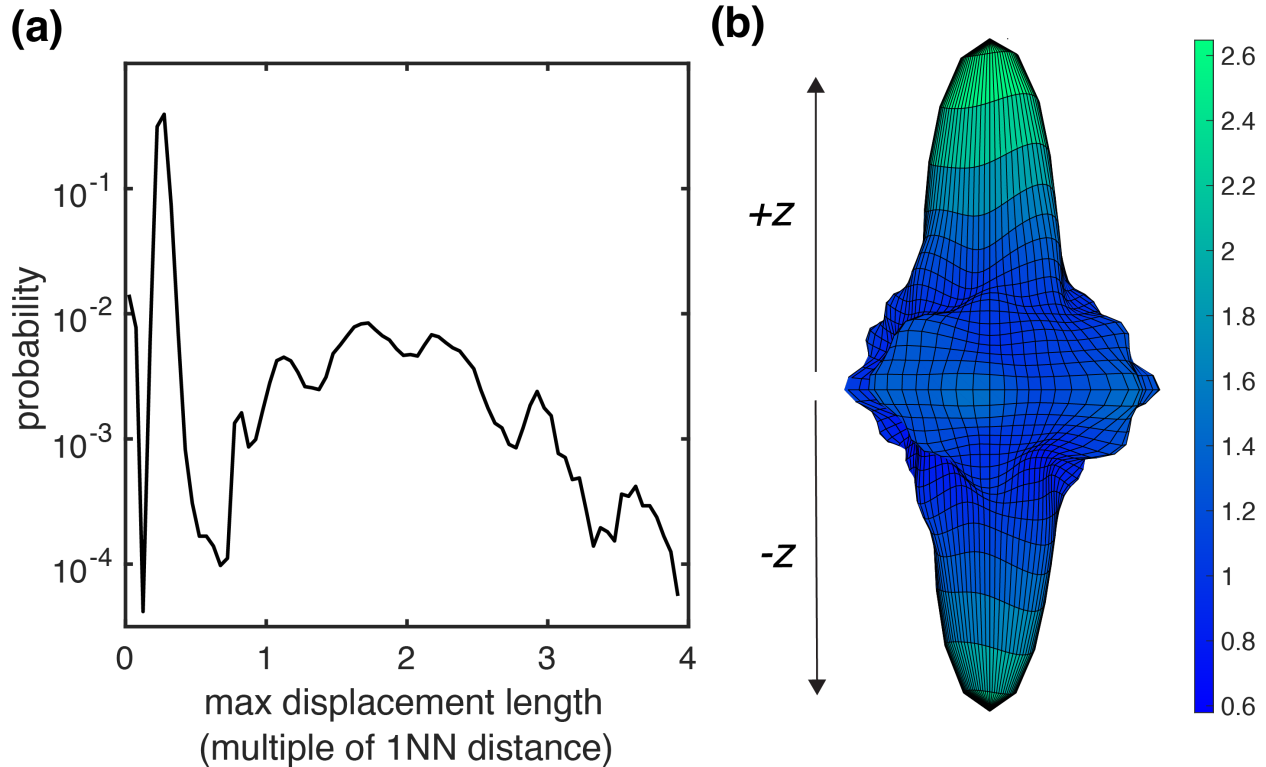 (a)
probability
10-1
10-2
10-3
10-4
0 1 2 3 4
max displacement length
(multiple of 1NN distance)
(b)
+z
-z
2.6
2.4
2.2
2
1.8
1.6
1.4
1.2
1
0.8
0.6